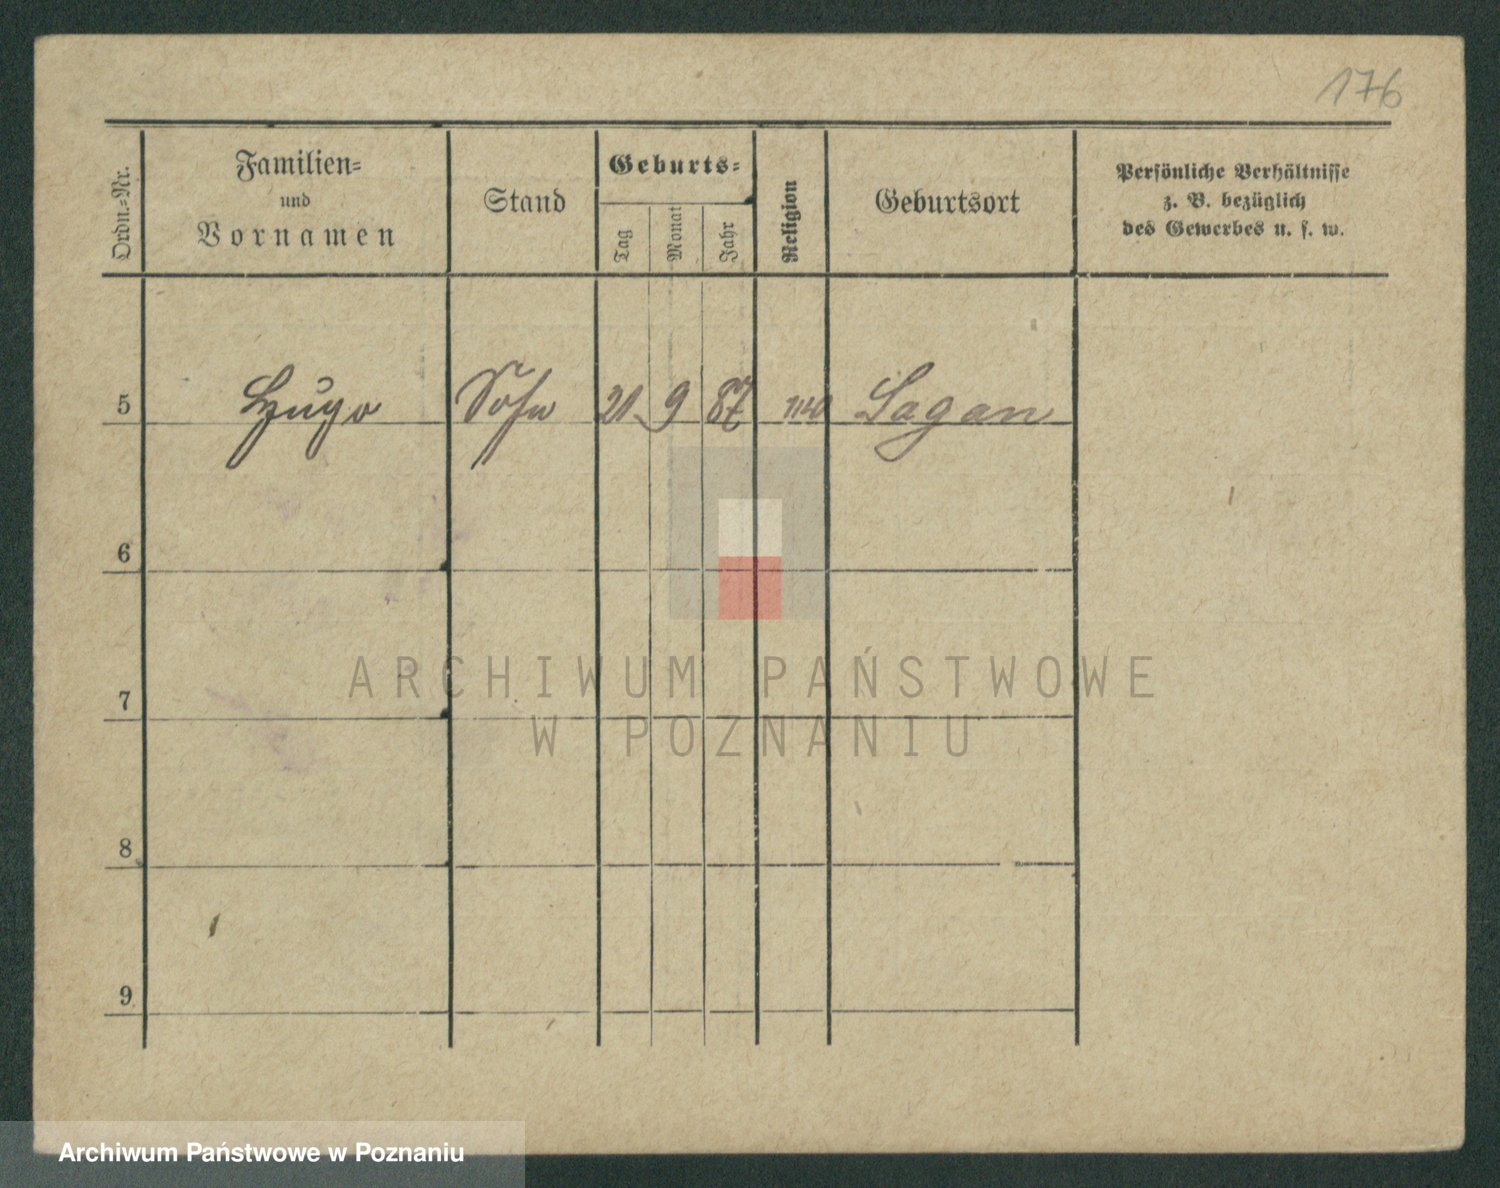 176
Ordn.-Nr.
Familien-
und
Vornamen
Stand
Geburts-
Tag
Monat
Jahr
Religion
Geburtsort
Persönliche Verhältnisse
z. B. bezüglich
des Gewerbes u. s. w.
5 Hugo Sohn 21 9 87 Sagan
6
ARCHIWUM PAŃSTWOWE
7
W POZNANIU
8
9
Archiwum Państwowe w Poznaniu